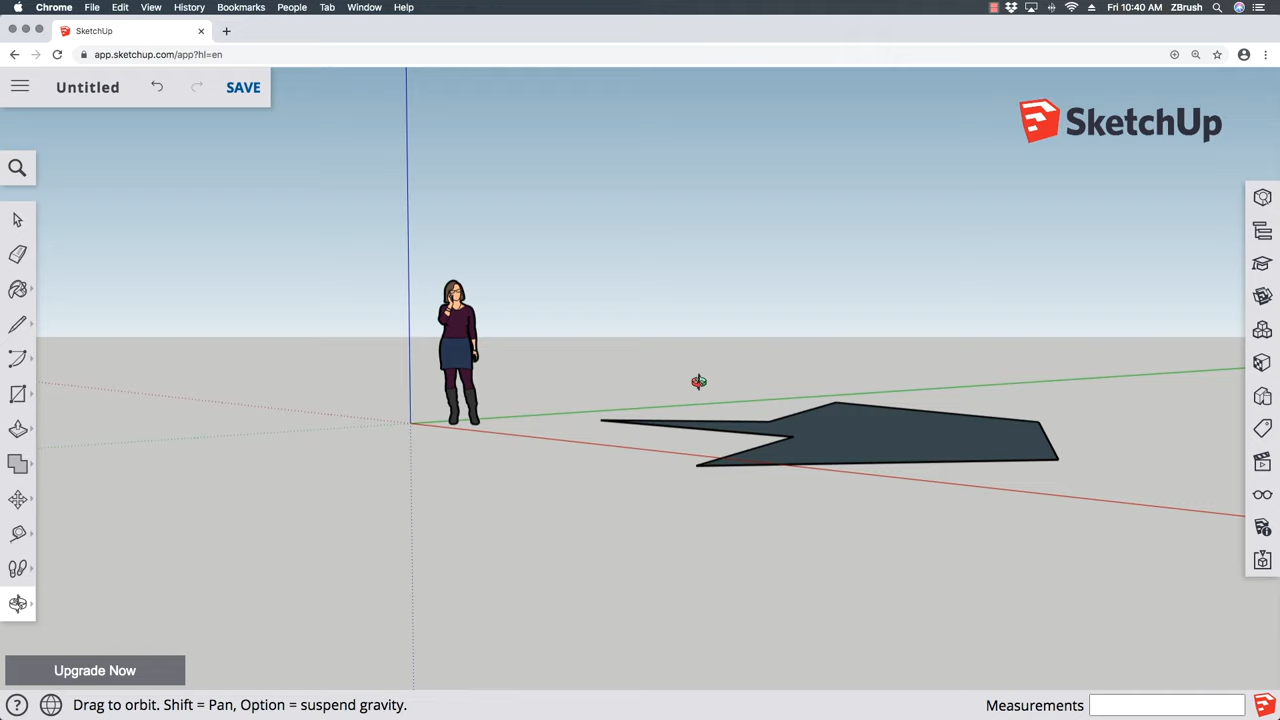 Chrome File Edit View History Bookmarks People Tab Window Help Fri 10:40 AM ZBrush
SketchUp
app.sketchup.com/app?hl=en
Untitled SAVE
SketchUp
Upgrade Now
Drag to orbit. Shift = Pan, Option = suspend gravity. Measurements